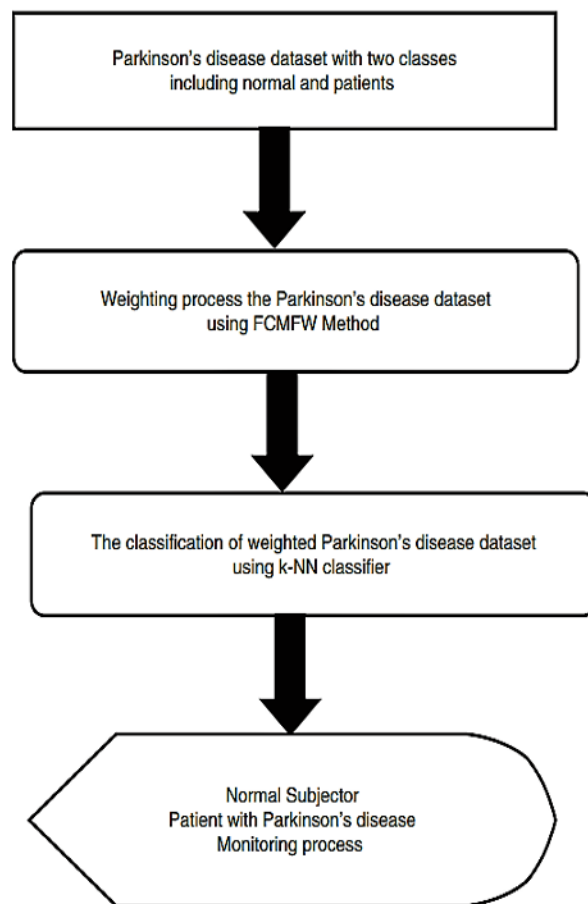 Parkinson's disease dataset with two classes
including normal and patients
Weighting process the Parkinson's disease dataset
using FCMFW Method
The classification of weighted Parkinson's disease dataset
using k-NN classifier
Normal Subjector
Patient with Parkinson's disease
Monitoring process